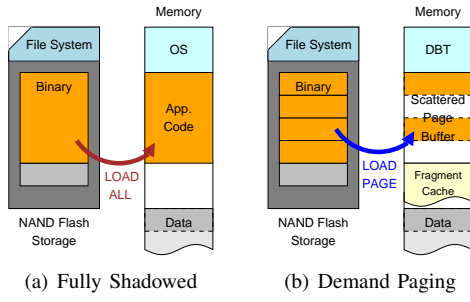 Memory
File System
OS
Binary
App.
Code
LOAD
ALL
NAND Flash
Storage
Data
(a) Fully Shadowed
Memory
File System
DBT
Binary
Scattered
Page
Buffer
LOAD
PAGE
Fragment
Cache
NAND Flash
Storage
Data
(b) Demand Paging